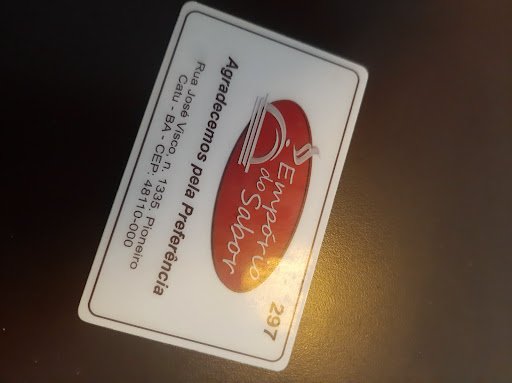 297
Empório
do Sabor
Agradecemos pela Preferência
Rua José Visco, n. 1335, Pioneiro
Catu - BA - CEP: 48110-000